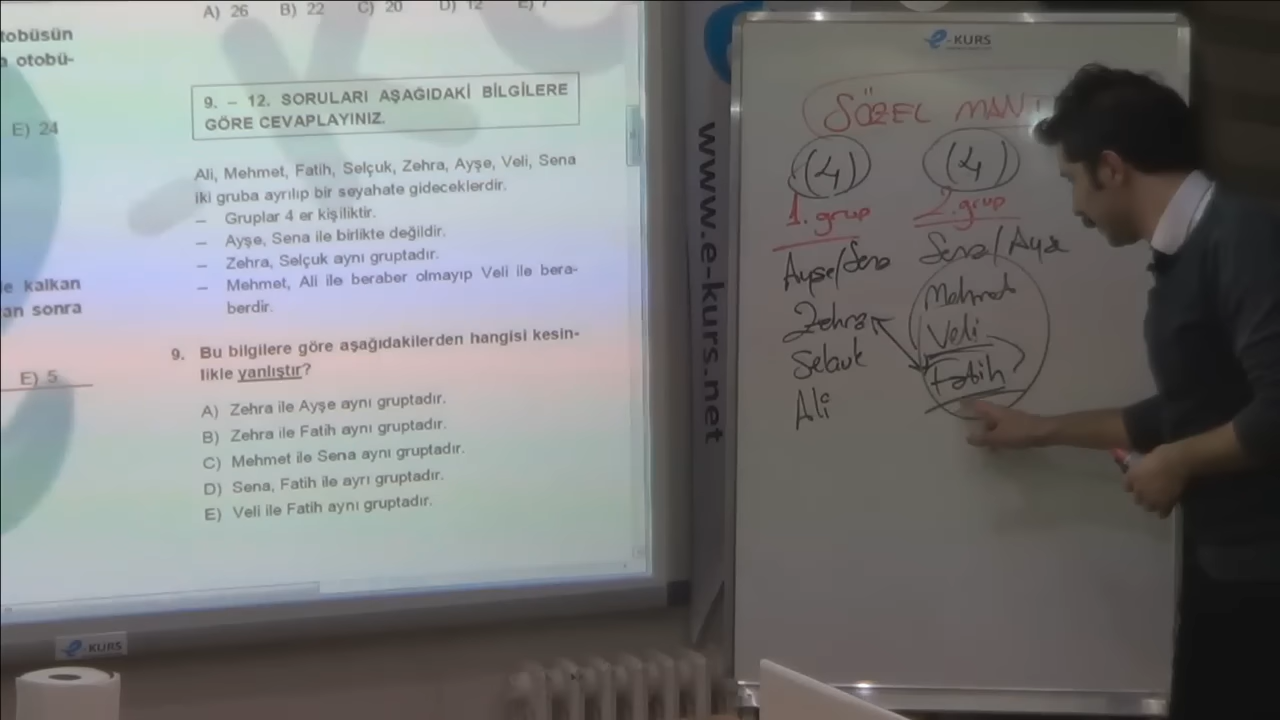 A) 26 B) 22 C) 20 D) 12 E) 7
tobüsün
a otobü-
E) 24
e kalkan
an sonra
E) 5
9. – 12. SORULARI AŞAĞIDAKİ BİLGİLERE
GÖRE CEVAPLAYINIZ.
Ali, Mehmet, Fatih, Selçuk, Zehra, Ayşe, Veli, Sena
iki gruba ayrılıp bir seyahate gideceklerdir.
– Gruplar 4 er kişiliktir.
– Ayşe, Sena ile birlikte değildir.
– Zehra, Selçuk aynı gruptadır.
– Mehmet, Ali ile beraber olmayıp Veli ile bera-
berdir.
9. Bu bilgilere göre aşağıdakilerden hangisi kesin-
likle yanlıştır?
A) Zehra ile Ayşe aynı gruptadır.
B) Zehra ile Fatih aynı gruptadır.
C) Mehmet ile Sena aynı gruptadır.
D) Sena, Fatih ile ayrı gruptadır.
E) Veli ile Fatih aynı gruptadır.
e-KURS
www.e-kurs.net
e-KURS
SÖZEL MANT
(4) (4)
1. grup 2. grup
Ayşe/Sena Sena/Ayşe
Zehra Mehmet
Selçuk Veli
Ali Fatih